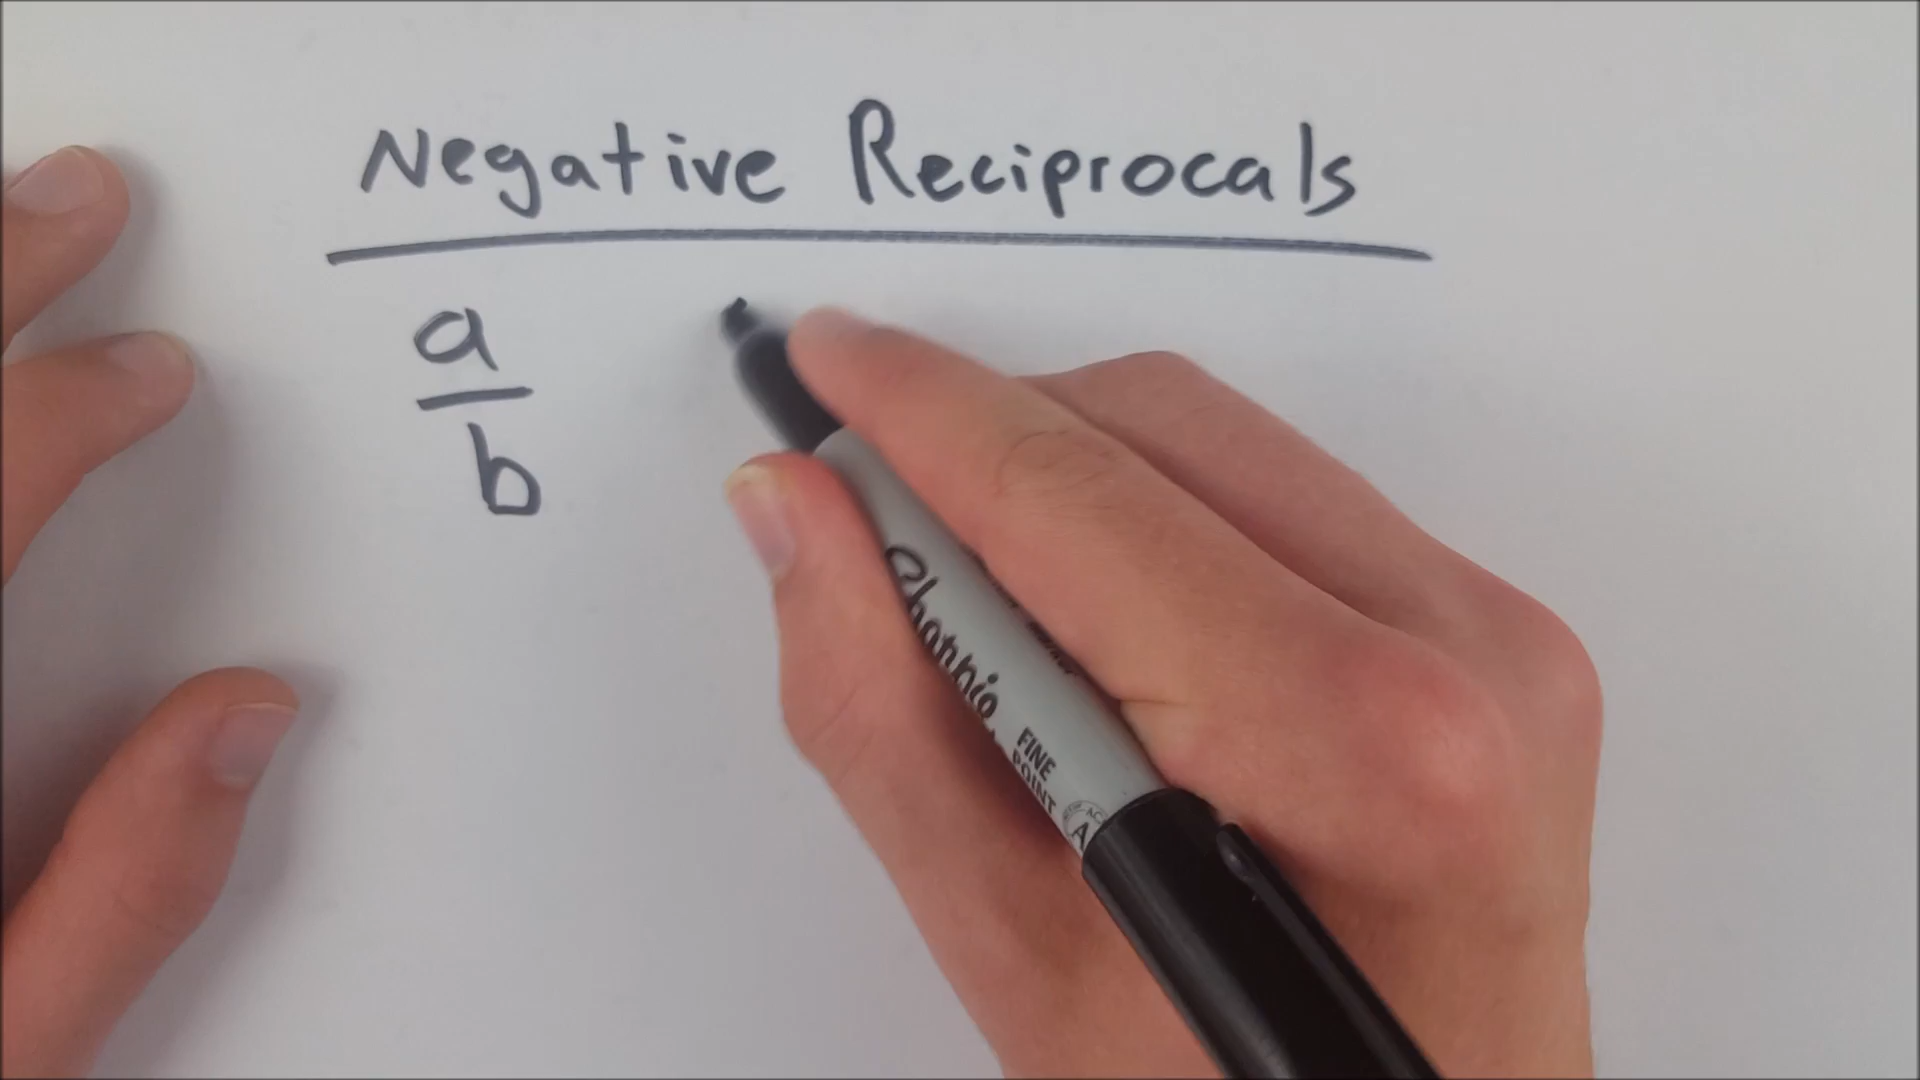 Negative Reciprocals
a
b
Sharpie
FINE
POINT